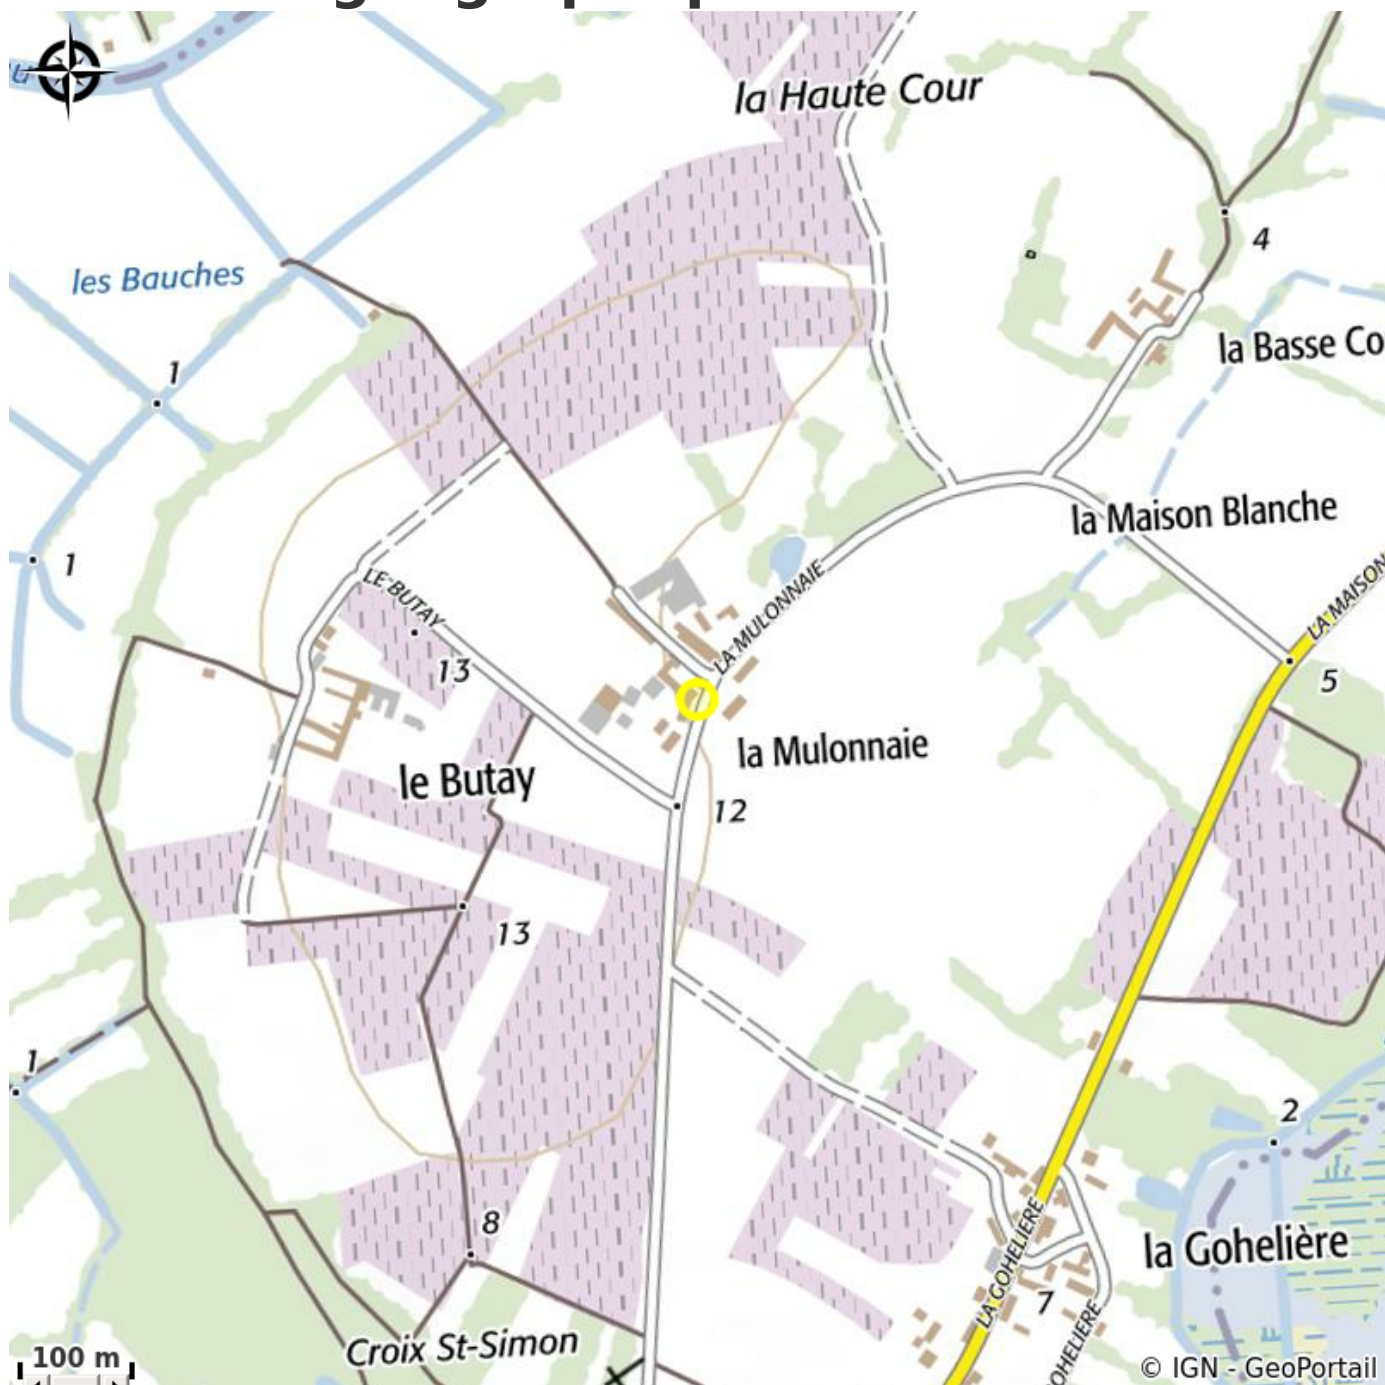 la Haute Cour
4
les Bauches
la Basse Co
1
la Maison Blanche
1
LE BUTAY
LA MULONNAIE
LA MAISON
13
5
la Mulonnaie
le Butay
12
13
1
2
8
la Gohelière
LA GOHELIERE
7
OHELIERE
Croix St-Simon
100 m
© IGN - GeoPortail